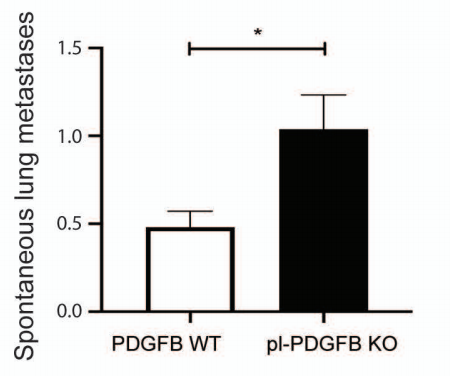 Spontaneous lung metastases
*
1.5
1.0
0.5
0.0
PDGFB WT
pl-PDGFB KO